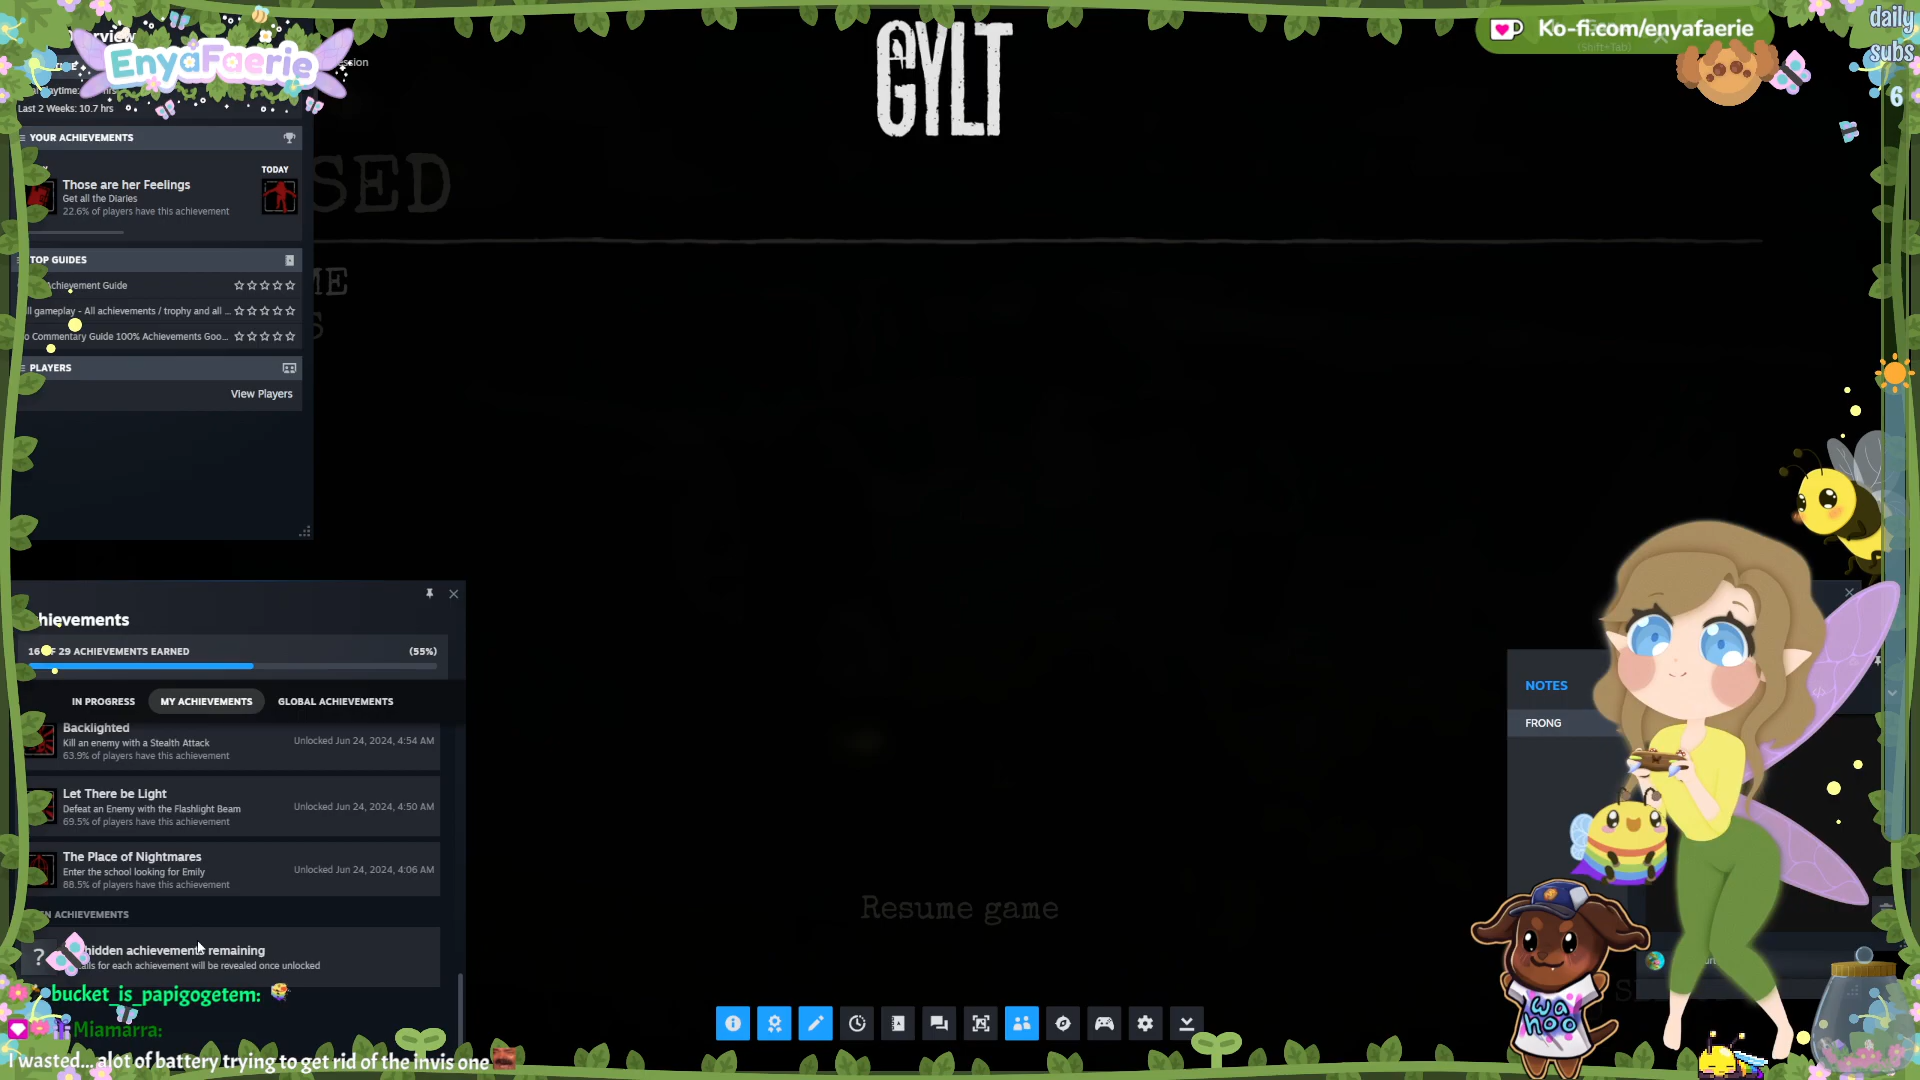 EnyaFaerie
Last 2 Weeks: 10.7 hrs
YOUR ACHIEVEMENTS
TODAY
Those are her Feelings
Get all the Diaries
22.6% of players have this achievement
TOP GUIDES
Achievement Guide
gameplay - All achievements / trophy and all ...
Commentary Guide 100% Achievements Goo...
PLAYERS
View Players
GYLT
SED
ME
S
Ko-fi.com/enyafaerie
(Shift+Tab)
daily
subs
6
hievements
16 OF 29 ACHIEVEMENTS EARNED
(55%)
IN PROGRESS
MY ACHIEVEMENTS
GLOBAL ACHIEVEMENTS
Backlighted
Kill an enemy with a Stealth Attack
63.9% of players have this achievement
Unlocked Jun 24, 2024, 4:54 AM
Let There be Light
Defeat an Enemy with the Flashlight Beam
69.5% of players have this achievement
Unlocked Jun 24, 2024, 4:50 AM
The Place of Nightmares
Enter the school looking for Emily
88.5% of players have this achievement
Unlocked Jun 24, 2024, 4:06 AM
ACHIEVEMENTS
?
hidden achievements remaining
for each achievement will be revealed once unlocked
bucket_is_papigogetem:
Miamarra:
I wasted...alot of battery trying to get rid of the invis one
Resume game
NOTES
FRONG
wa
hoo